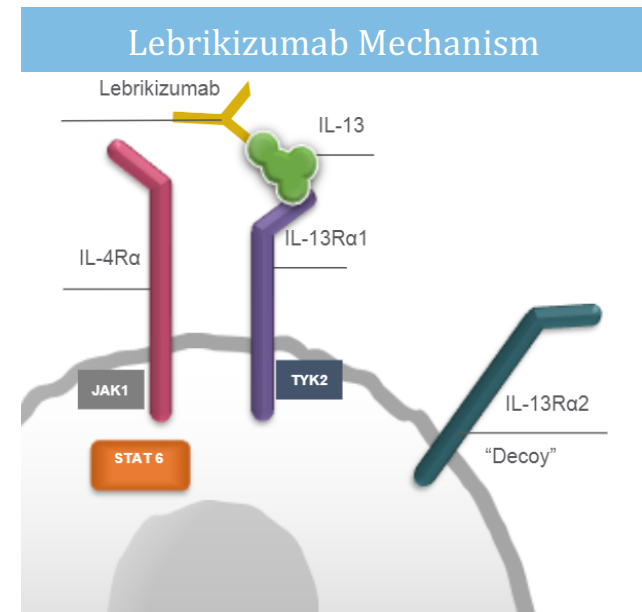 Lebrikizumab Mechanism
Lebrikizumab
IL-13
IL-4Rα
IL-13Rα1
JAK1
TYK2
STAT 6
IL-13Rα2
“Decoy”